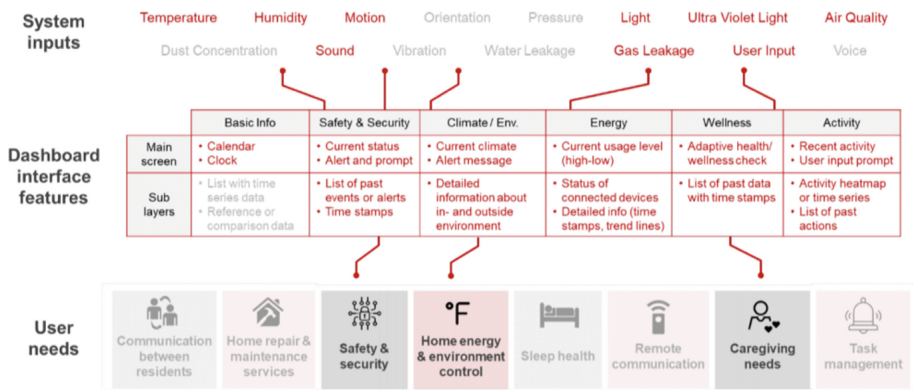 System inputs
Temperature Humidity Motion Orientation Pressure Light Ultra Violet Light Air Quality
Dust Concentration Sound Vibration Water Leakage Gas Leakage User Input Voice
Dashboard interface features
Basic Info Safety & Security Climate / Env. Energy Wellness Activity
Main screen
• Calendar
• Clock
• Current status
• Alert and prompt
• Current climate
• Alert message
• Current usage level
(high-low)
• Adaptive health/
wellness check
• Recent activity
• User input prompt
Sub layers
• List with time
series data
• Reference or
comparison data
• List of past
events or alerts
• Time stamps
• Detailed
information about
in- and outside
environment
• Status of
connected devices
• Detailed info (time
stamps, trend lines)
• List of past data
with time stamps
• Activity heatmap
or time series
• List of past
actions
User needs
Communication
between
residents
Home repair &
maintenance
services
Safety &
security
°F
Home energy
& environment
control
Sleep health
Remote
communication
Caregiving
needs
Task
management